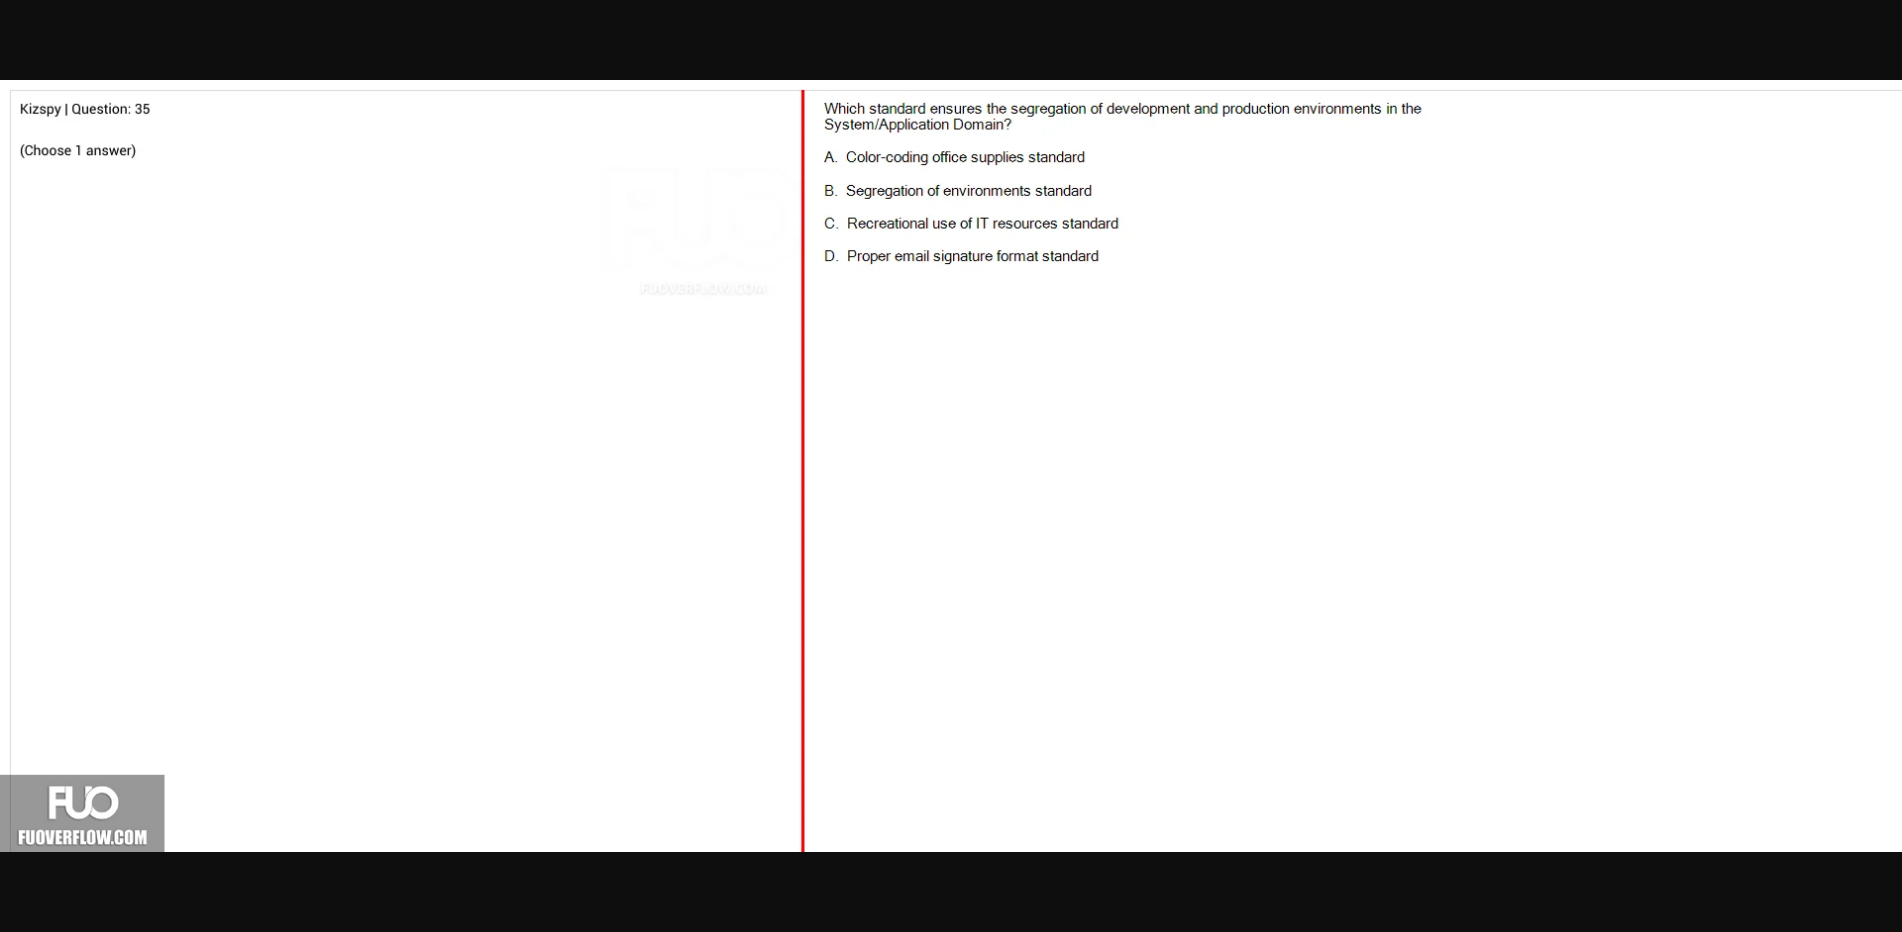 Kizspy | Question: 35
(Choose 1 answer)
Which standard ensures the segregation of development and production environments in the
System/Application Domain?
A. Color-coding office supplies standard
B. Segregation of environments standard
C. Recreational use of IT resources standard
D. Proper email signature format standard
FUO
FUOVERFLOW.COM
FUO
FUOVERFLOW.COM